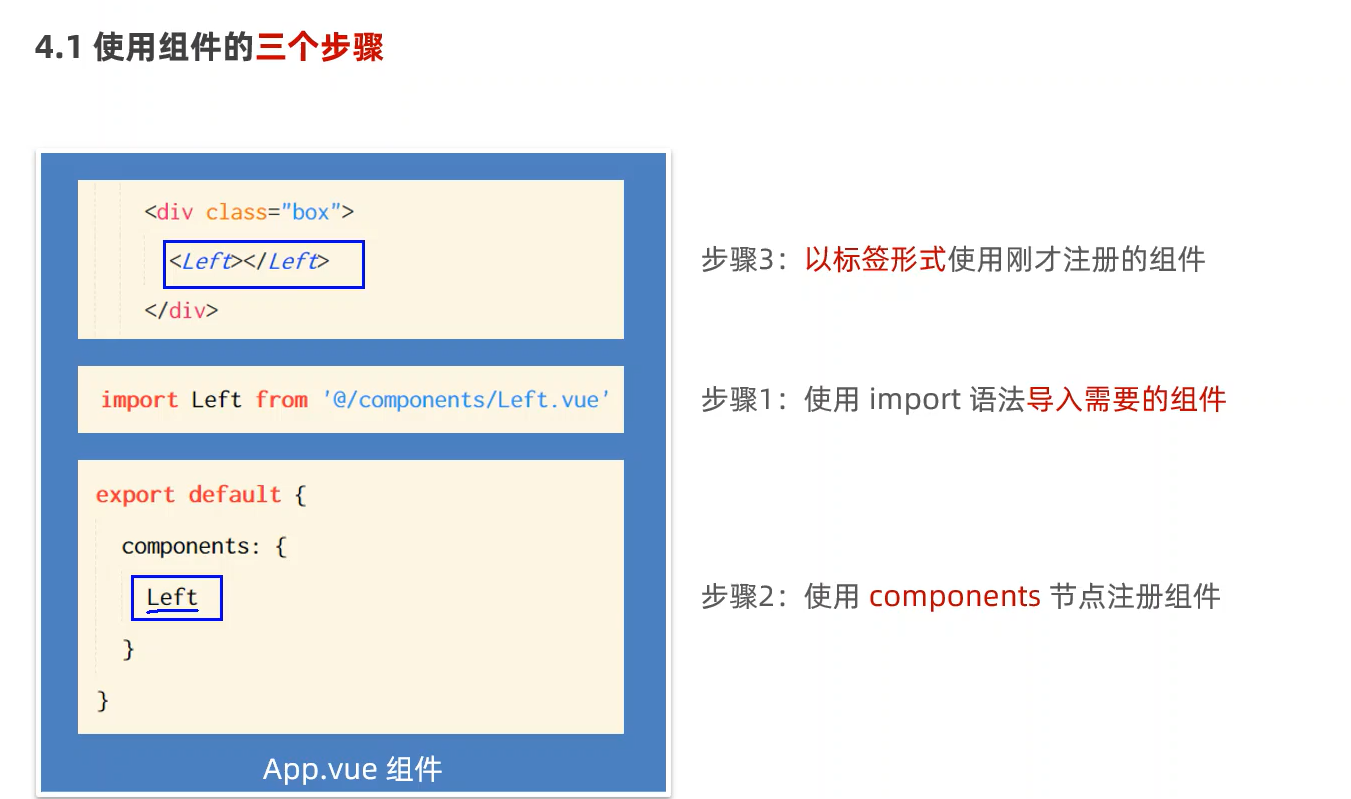 4.1 使用组件的三个步骤
<div class="box">
<Left></Left>
</div>
步骤3：以标签形式使用刚才注册的组件
import Left from '@/components/Left.vue'
步骤1：使用 import 语法导入需要的组件
export default {
components: {
Left
}
}
步骤2：使用 components 节点注册组件
App.vue 组件